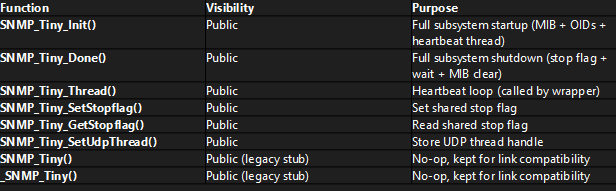 Function Visibility Purpose
SNMP_Tiny_Init() Public Full subsystem startup (MIB + OIDs +
heartbeat thread)
SNMP_Tiny_Done() Public Full subsystem shutdown (stop flag +
wait + MIB clear)
SNMP_Tiny_Thread() Public Heartbeat loop (called by wrapper)
SNMP_Tiny_SetStopflag() Public Set shared stop flag
SNMP_Tiny_GetStopflag() Public Read shared stop flag
SNMP_Tiny_SetUdpThread() Public Store UDP thread handle
SNMP_Tiny() Public (legacy stub) No-op, kept for link compatibility
_SNMP_Tiny() Public (legacy stub) No-op, kept for link compatibility